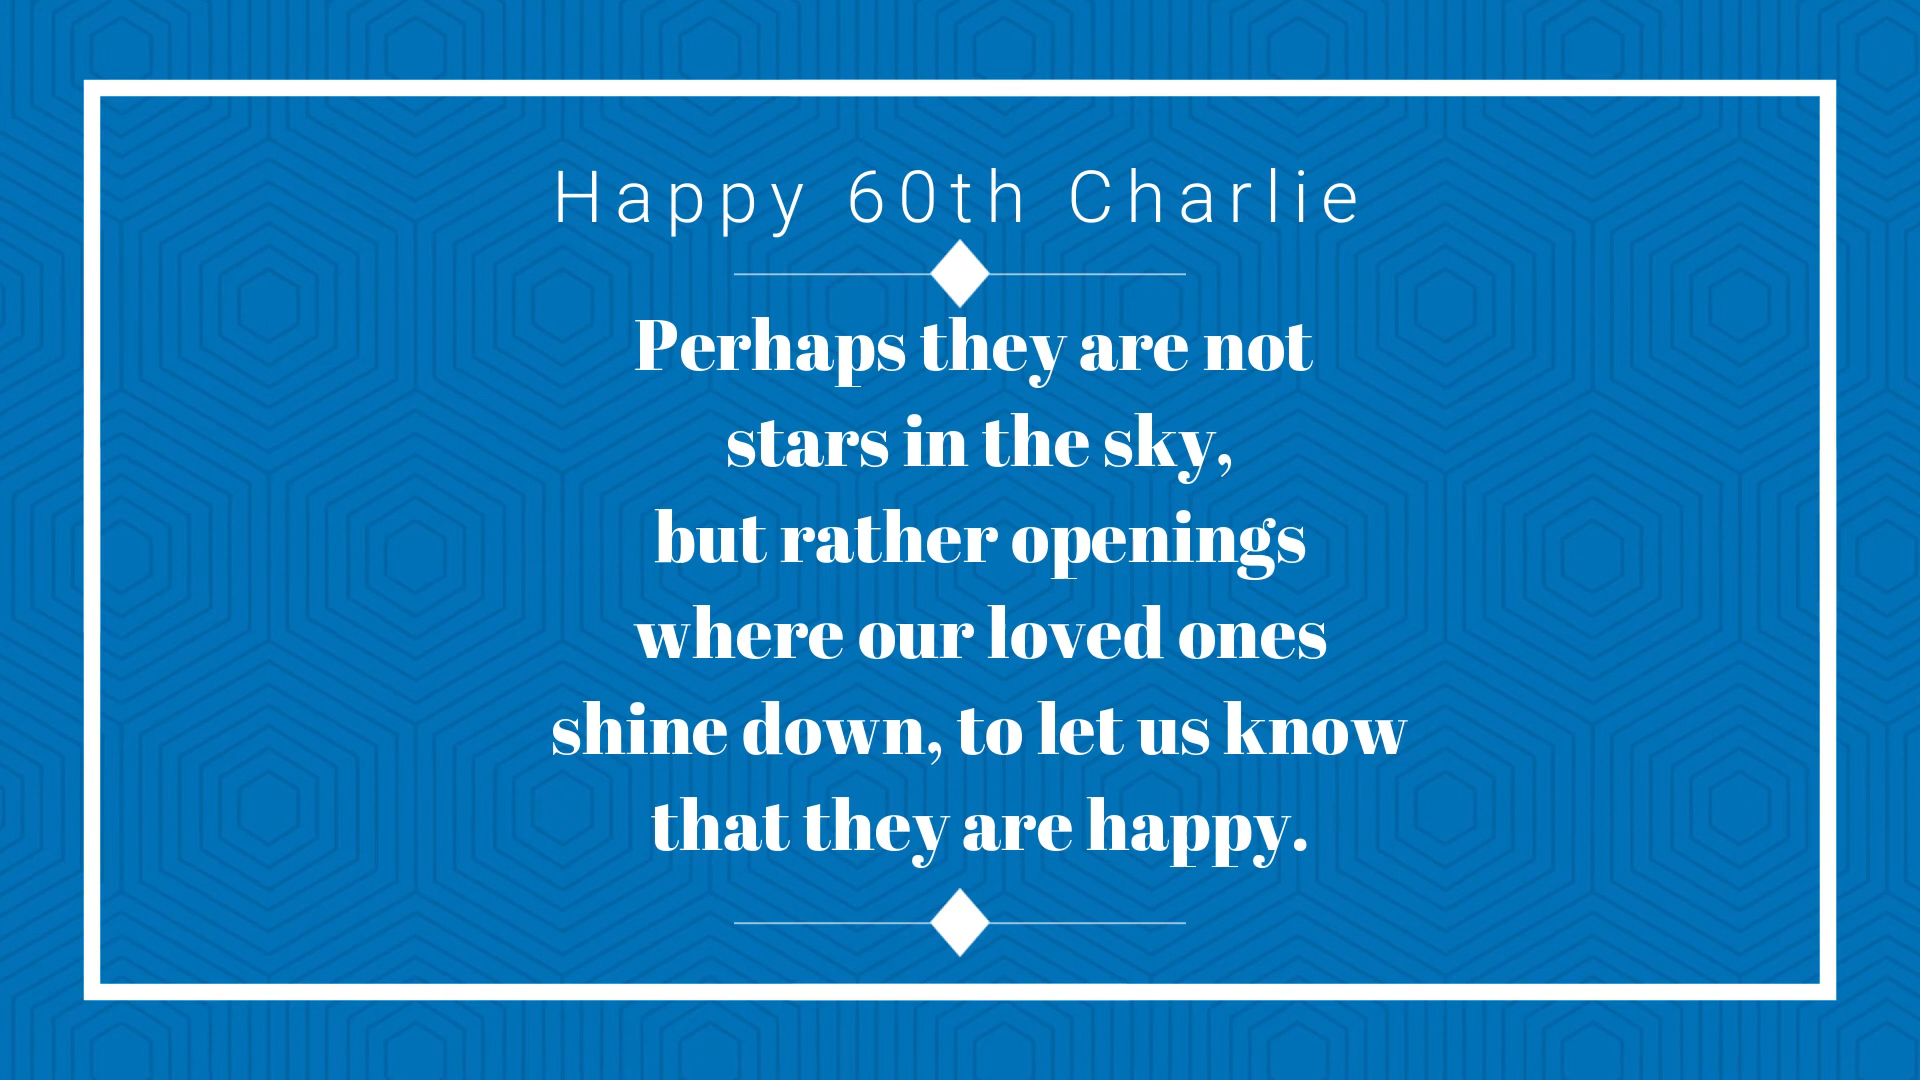 Happy 60th Charlie
Perhaps they are not
stars in the sky,
but rather openings
where our loved ones
shine down, to let us know
that they are happy.